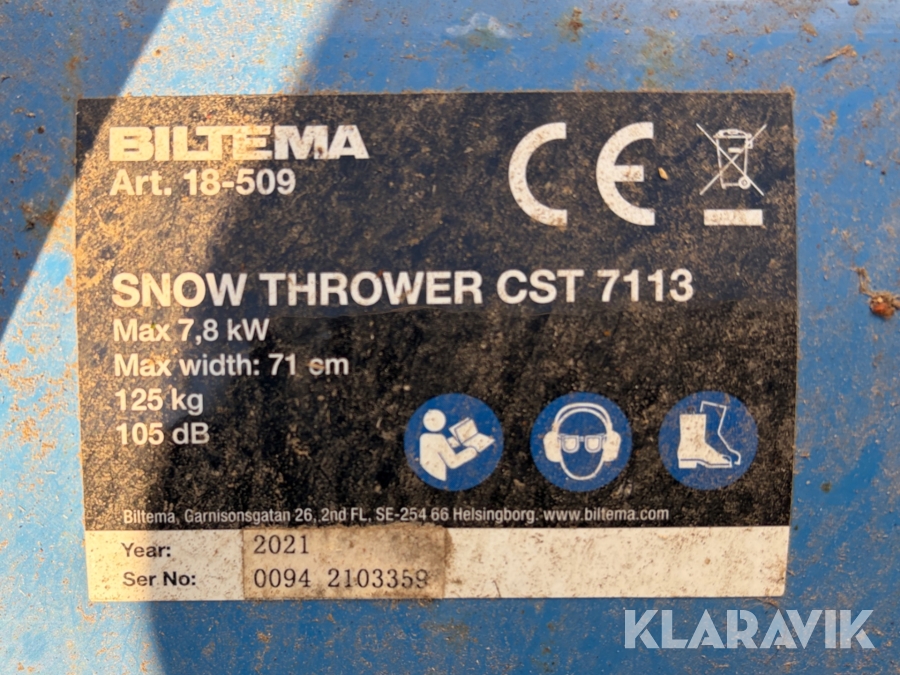 BILTEMA
Art. 18-509
CE
SNOW THROWER CST 7113
Max 7,8 kW
Max width: 71 cm
125 kg
105 dB
Biltema, Garnisonsgatan 26, 2nd FL, SE-254 66 Helsingborg. www.biltema.com
Year: 2021
Ser No: 0094 2103359
KLARAVIK